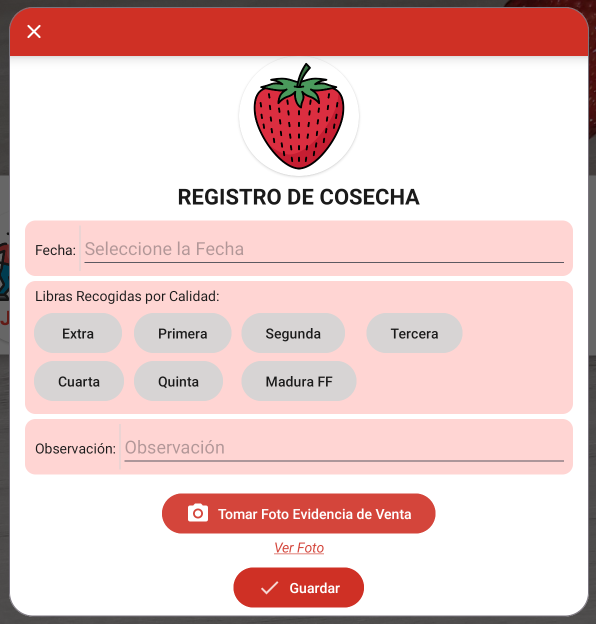 REGISTRO DE COSECHA
Fecha: Seleccione la Fecha
Libras Recogidas por Calidad:
Extra Primera Segunda Tercera
Cuarta Quinta Madura FF
Observación: Observación
Tomar Foto Evidencia de Venta
Ver Foto
Guardar